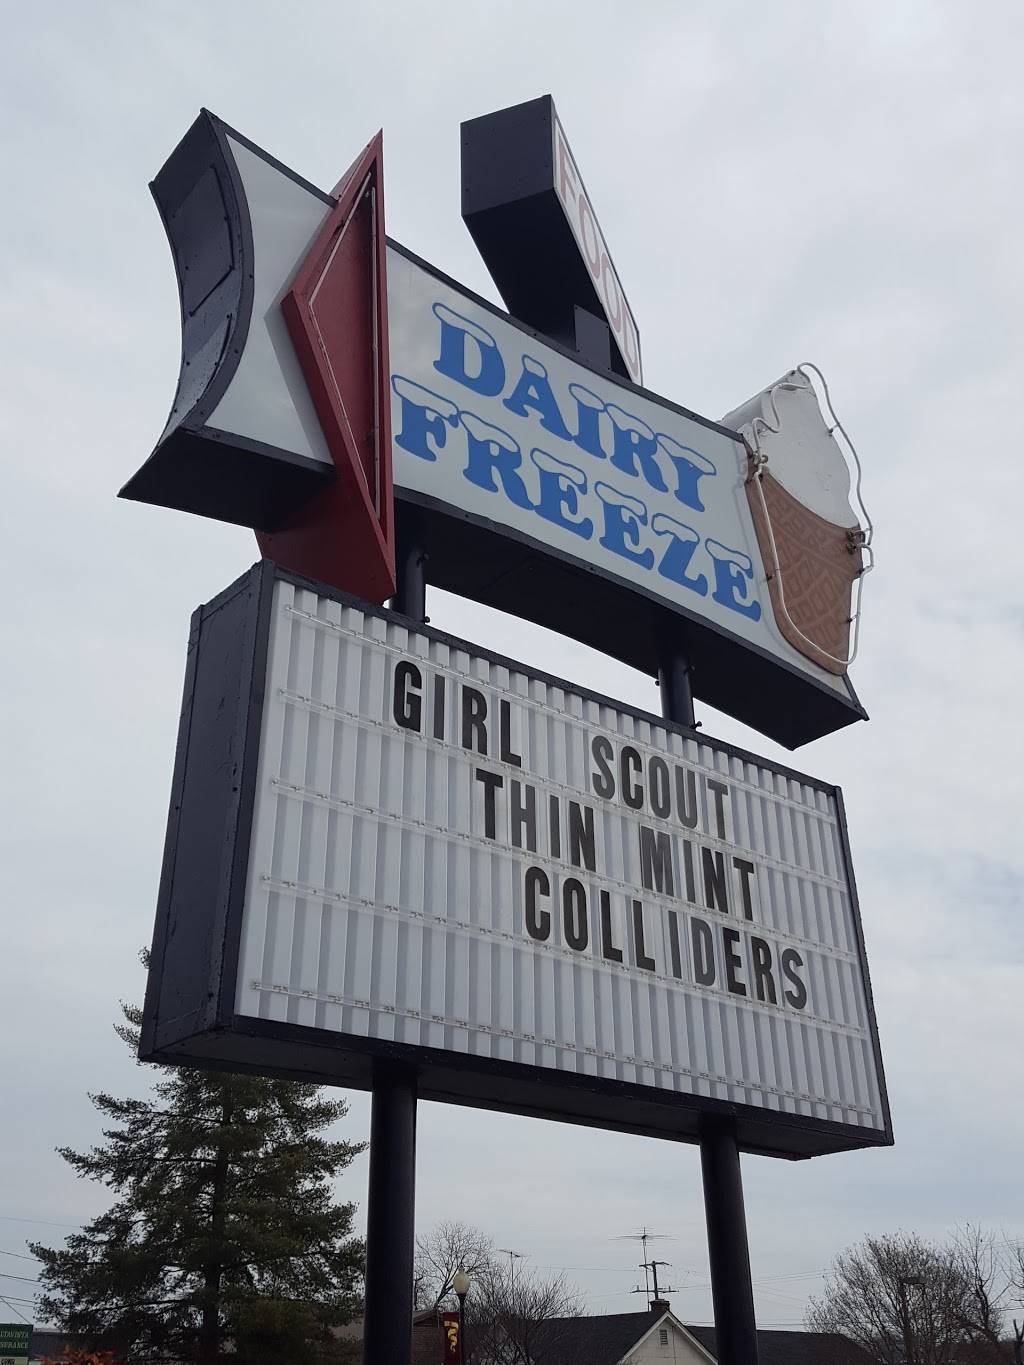 FOOD
DAIRY
FREEZE
GIRL SCOUT
THIN MINT
COLLIDERS